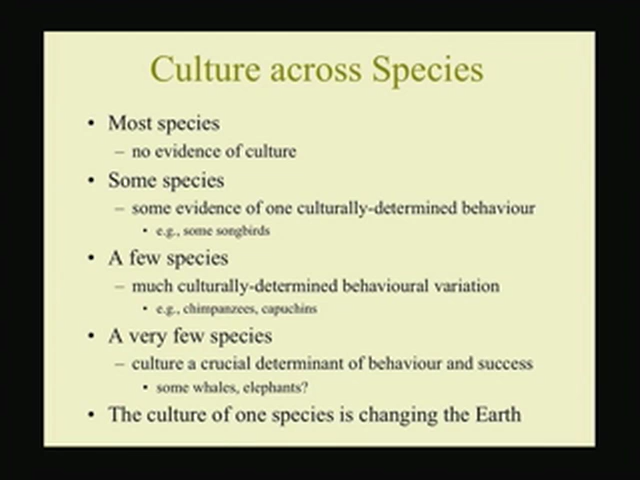 Culture across Species
• Most species
– no evidence of culture
• Some species
– some evidence of one culturally-determined behaviour
• e.g., some songbirds
• A few species
– much culturally-determined behavioural variation
• e.g., chimpanzees, capuchins
• A very few species
– culture a crucial determinant of behaviour and success
• some whales, elephants?
• The culture of one species is changing the Earth